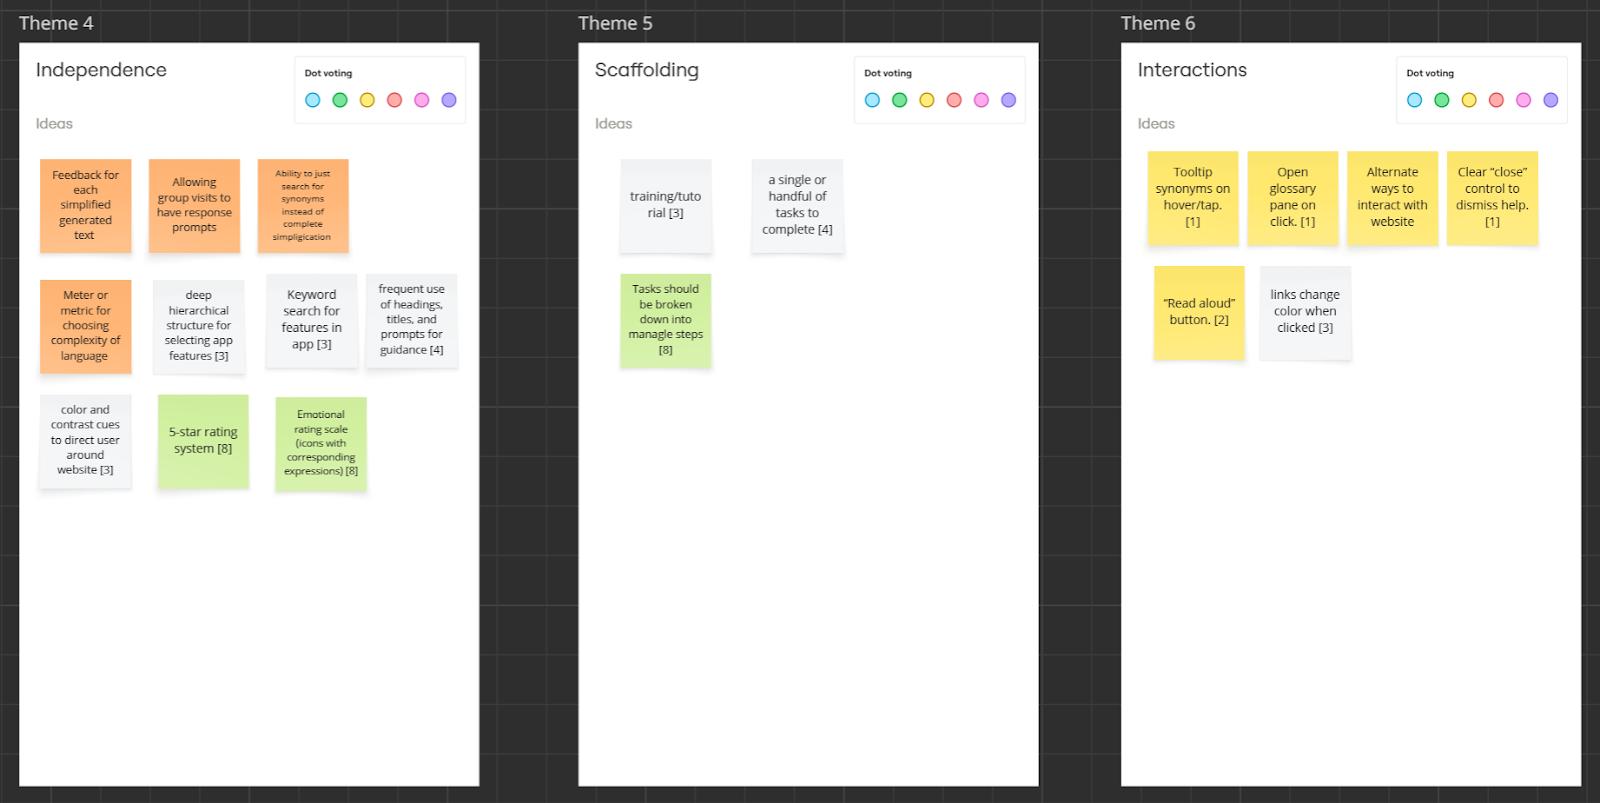 Theme 4
Independence
Dot voting
Ideas
Feedback for
each
simplified
generated
text
Allowing
group visits to
have response
prompts
Ability to just
search for
synonyms
instead of
complete
simpligication
Meter or
metric for
choosing
complexity of
language
deep
hierarchical
structure for
selecting app
features [3]
Keyword
search for
features in
app [3]
frequent use
of headings,
titles, and
prompts for
guidance [4]
color and
contrast cues
to direct user
around
website [3]
5-star rating
system [8]
Emotional
rating scale
(icons with
corresponding
expressions) [8]
Theme 5
Scaffolding
Dot voting
Ideas
training/tuto
rial [3]
a single or
handful of
tasks to
complete [4]
Tasks should
be broken
down into
managle steps
[8]
Theme 6
Interactions
Dot voting
Ideas
Tooltip
synonyms on
hover/tap.
[1]
Open
glossary
pane on
click. [1]
Alternate
ways to
interact with
website
Clear “close”
control to
dismiss help.
[1]
“Read aloud”
button. [2]
links change
color when
clicked [3]